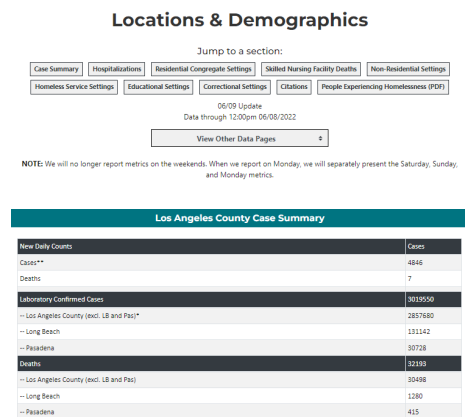 Locations & Demographics
Jump to a section:
Case Summary Hospitalizations Residential Congregate Settings Skilled Nursing Facility Deaths Non-Residential Settings
Homeless Service Settings Educational Settings Correctional Settings Citations People Experiencing Homelessness (PDF)
06/09 Update
Data through 12:00pm 06/08/2022
View Other Data Pages
NOTE: We will no longer report metrics on the weekends. When we report on Monday, we will separately present the Saturday, Sunday,
and Monday metrics.
Los Angeles County Case Summary
New Daily Counts Cases
Cases** 4846
Deaths 7
Laboratory Confirmed Cases 3019550
-- Los Angeles County (excl. LB and Pas)* 2857680
-- Long Beach 131142
-- Pasadena 30728
Deaths 32193
-- Los Angeles County (excl. LB and Pas) 30498
-- Long Beach 1280
-- Pasadena 415